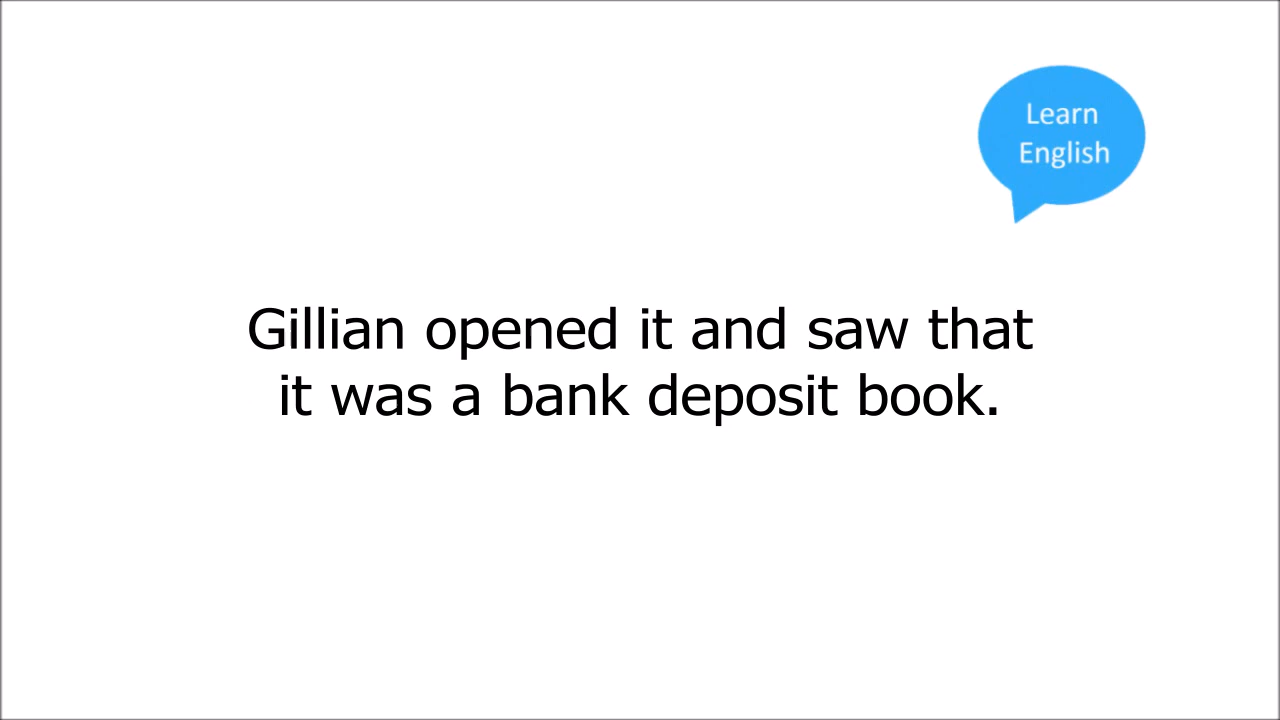 Learn
English
Gillian opened it and saw that
it was a bank deposit book.